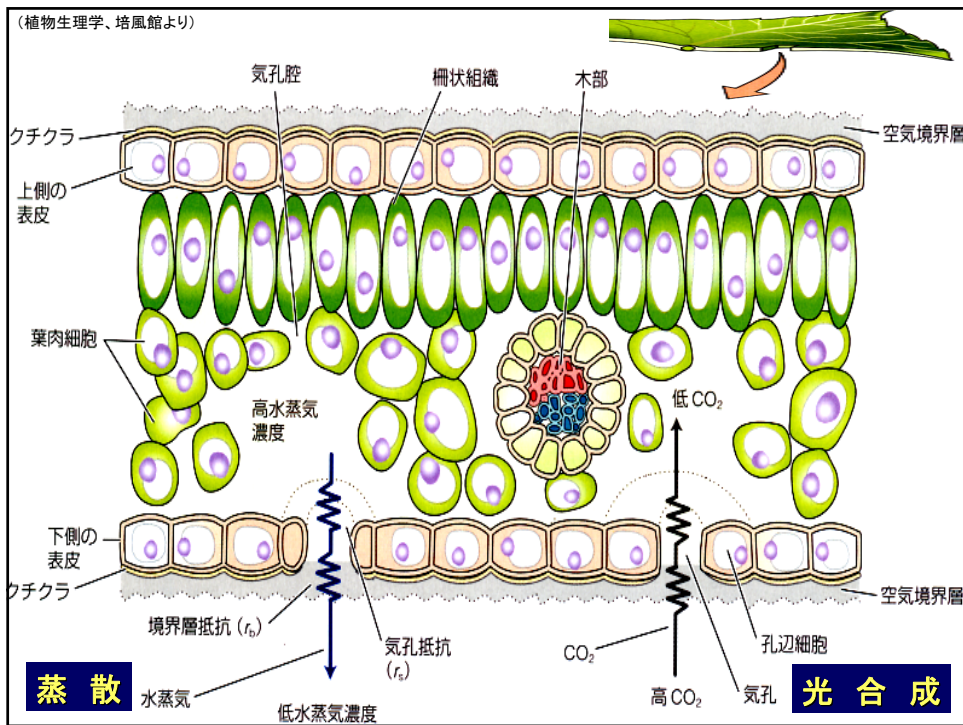 (植物生理学、培風館より)
気孔腔
柵状組織
木部
クチクラ
空気境界層
上側の
表皮
葉肉細胞
高水蒸気
濃度
低 CO₂
下側の
表皮
クチクラ
空気境界層
境界層抵抗 (rb)
気孔抵抗
(rs)
孔辺細胞
CO₂
水蒸気
気孔
低水蒸気濃度
高 CO₂
蒸 散
光 合 成